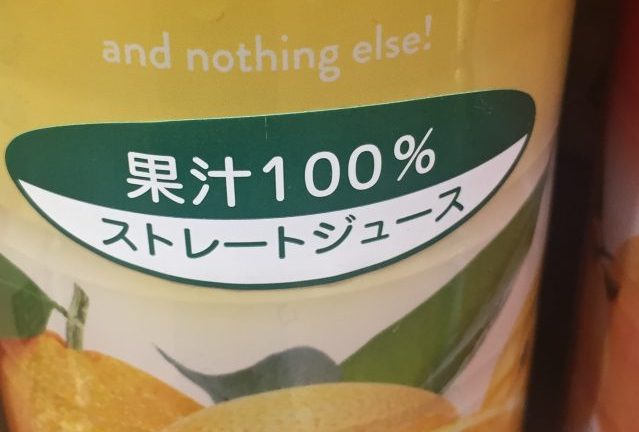 and nothing else!
果汁100%
ストレートジュース